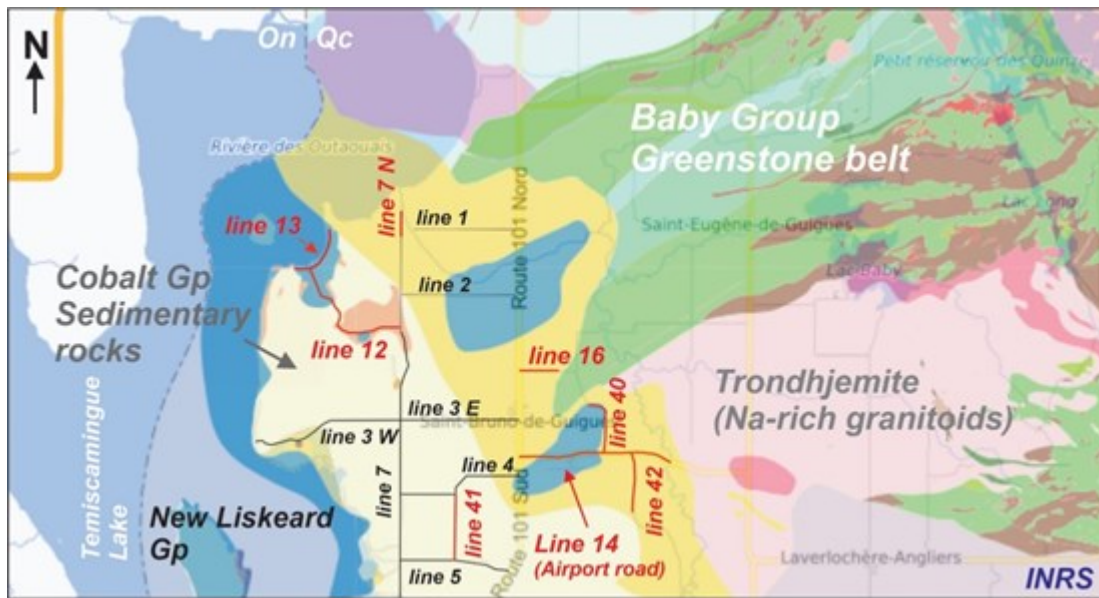 N
On Qc
Petit réservoir des Quinze
Baby Group
Greenstone belt
Rivière des Outaouais
line 7 N
Route 101 Nord
line 1
line 13
Saint-Eugène-de-Guigues
Lac-Baby
Cobalt Gp
Sedimentary
rocks
line 2
line 12
line 16
line 40
Trondhjemite
(Na-rich granitoids)
line 3 E
Saint-Bruno-de-Guigues
line 3 W
line 4
line 7
line 41
line 42
Temiscamingue
Lake
New Liskeard
Gp
Route 101 Sud
Line 14
(Airport road)
Laverlochère-Angliers
line 5
INRS